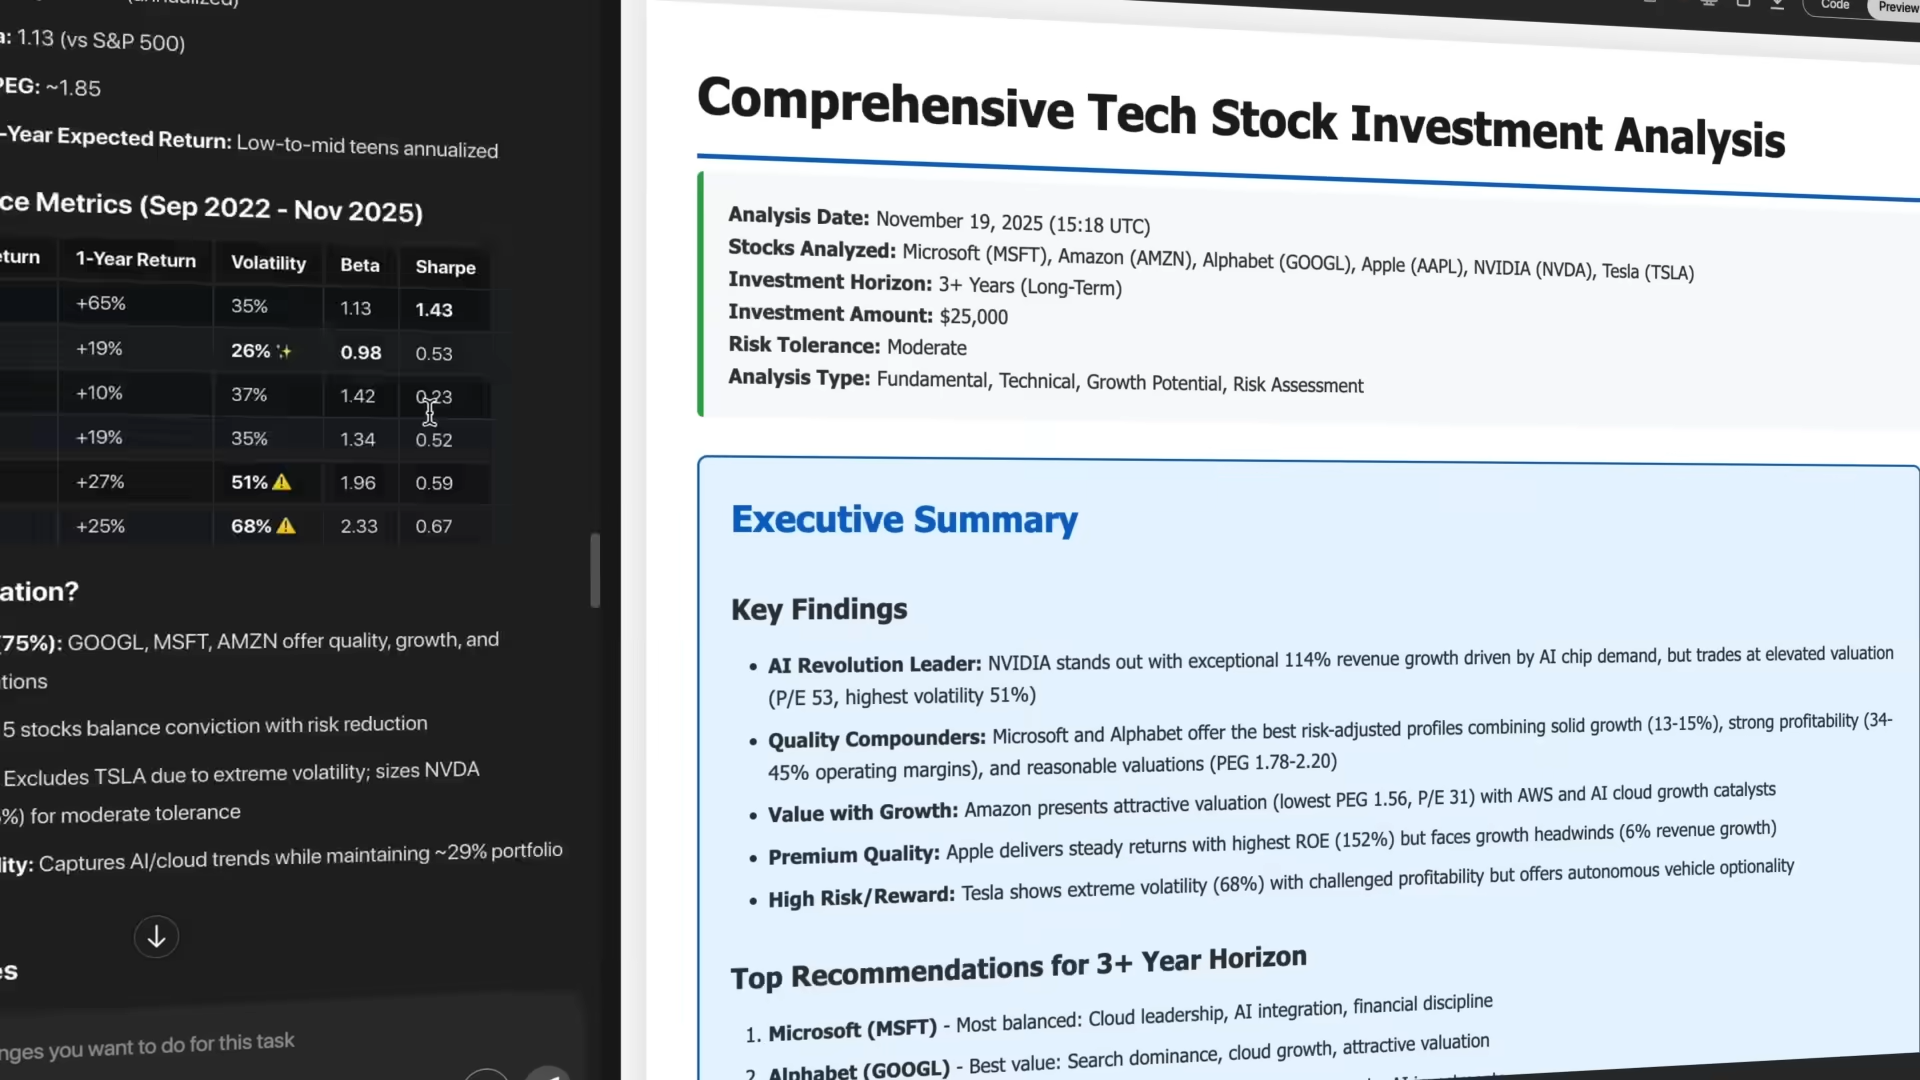 (annualized)
a: 1.13 (vs S&P 500)
PEG: ~1.85
-Year Expected Return: Low-to-mid teens annualized
ce Metrics (Sep 2022 - Nov 2025)
eturn 1-Year Return Volatility Beta Sharpe
+65% 35% 1.13 1.43
+19% 26% ✨ 0.98 0.53
+10% 37% 1.42 0.23
+19% 35% 1.34 0.52
+27% 51% ⚠️ 1.96 0.59
+25% 68% ⚠️ 2.33 0.67
ation?
(75%): GOOGL, MSFT, AMZN offer quality, growth, and
tions
5 stocks balance conviction with risk reduction
Excludes TSLA due to extreme volatility; sizes NVDA
%) for moderate tolerance
lity: Captures AI/cloud trends while maintaining ~29% portfolio
es
nges you want to do for this task
Code Preview
Comprehensive Tech Stock Investment Analysis
Analysis Date: November 19, 2025 (15:18 UTC)
Stocks Analyzed: Microsoft (MSFT), Amazon (AMZN), Alphabet (GOOGL), Apple (AAPL), NVIDIA (NVDA), Tesla (TSLA)
Investment Horizon: 3+ Years (Long-Term)
Investment Amount: $25,000
Risk Tolerance: Moderate
Analysis Type: Fundamental, Technical, Growth Potential, Risk Assessment
Executive Summary
Key Findings
• AI Revolution Leader: NVIDIA stands out with exceptional 114% revenue growth driven by AI chip demand, but trades at elevated valuation
(P/E 53, highest volatility 51%)
• Quality Compounders: Microsoft and Alphabet offer the best risk-adjusted profiles combining solid growth (13-15%), strong profitability (34-
45% operating margins), and reasonable valuations (PEG 1.78-2.20)
• Value with Growth: Amazon presents attractive valuation (lowest PEG 1.56, P/E 31) with AWS and AI cloud growth catalysts
• Premium Quality: Apple delivers steady returns with highest ROE (152%) but faces growth headwinds (6% revenue growth)
• High Risk/Reward: Tesla shows extreme volatility (68%) with challenged profitability but offers autonomous vehicle optionality
Top Recommendations for 3+ Year Horizon
1. Microsoft (MSFT) - Most balanced: Cloud leadership, AI integration, financial discipline
2. Alphabet (GOOGL) - Best value: Search dominance, cloud growth, attractive valuation